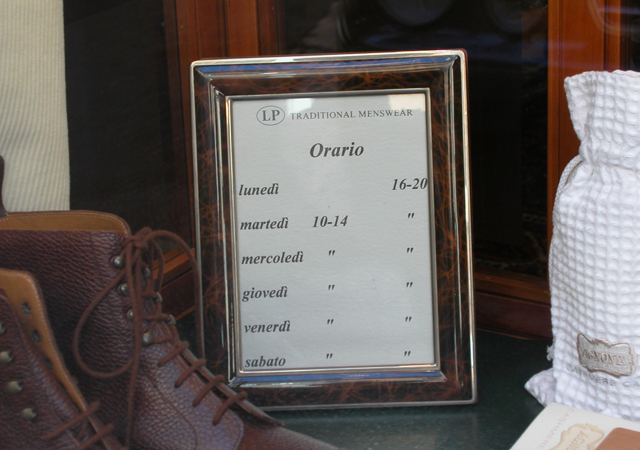 LP TRADITIONAL MENSWEAR
Orario
lunedì 16-20
martedì 10-14 "
mercoledì " "
giovedì " "
venerdì " "
sabato " "